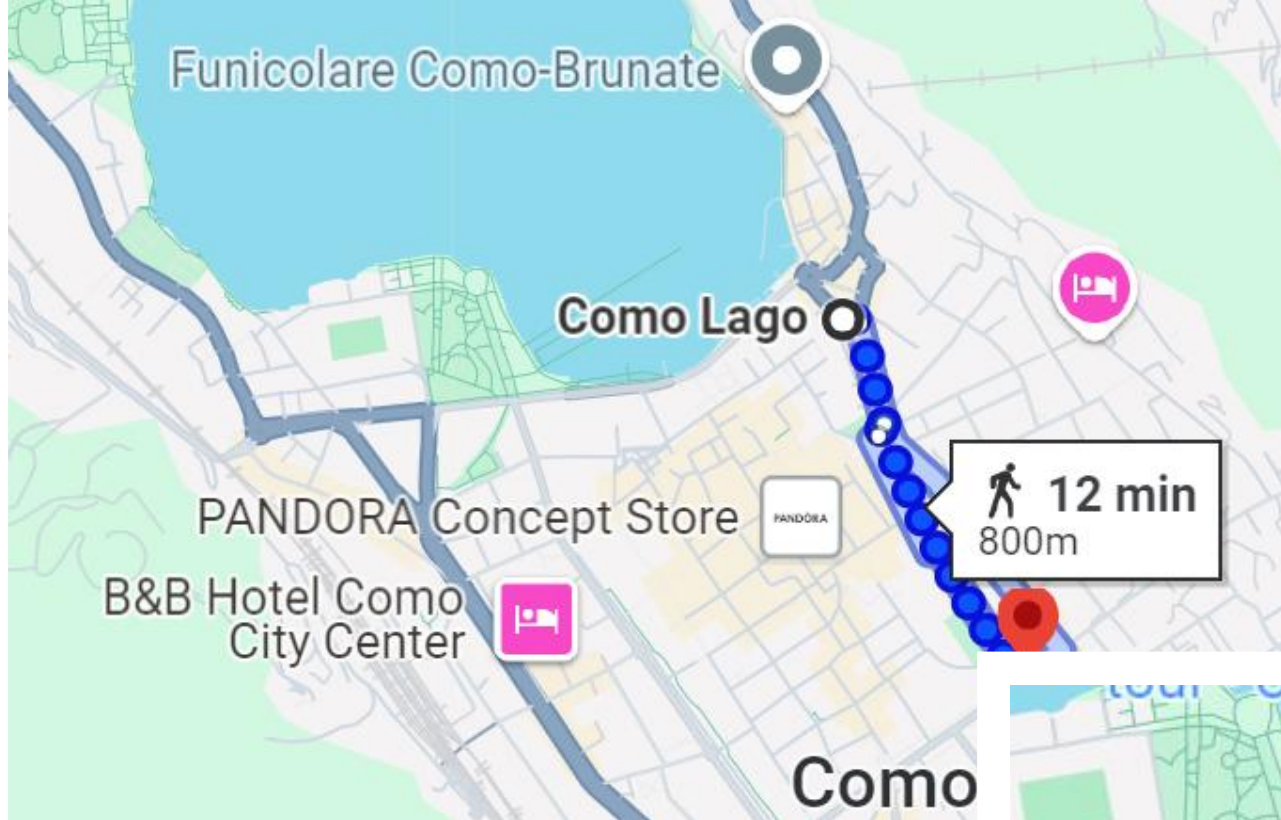 Funicolare Como-Brunate
Como Lago
12 min
800m
PANDORA Concept Store
PANDORA
B&B Hotel Como
City Center
Como